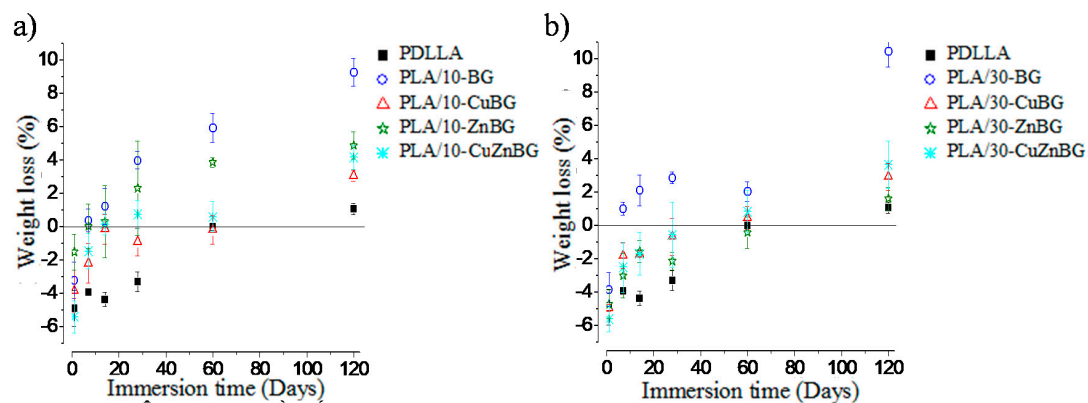 a)
Weight loss (%)
10
8
6
4
2
0
-2
-4
-6
0 20 40 60 80 100 120
Immersion time (Days)
PDLLA
PLA/10-BG
PLA/10-CuBG
PLA/10-ZnBG
PLA/10-CuZnBG
b)
Weight loss (%)
10
8
6
4
2
0
-2
-4
-6
0 20 40 60 80 100 120
Immersion time (Days)
PDLLA
PLA/30-BG
PLA/30-CuBG
PLA/30-ZnBG
PLA/30-CuZnBG